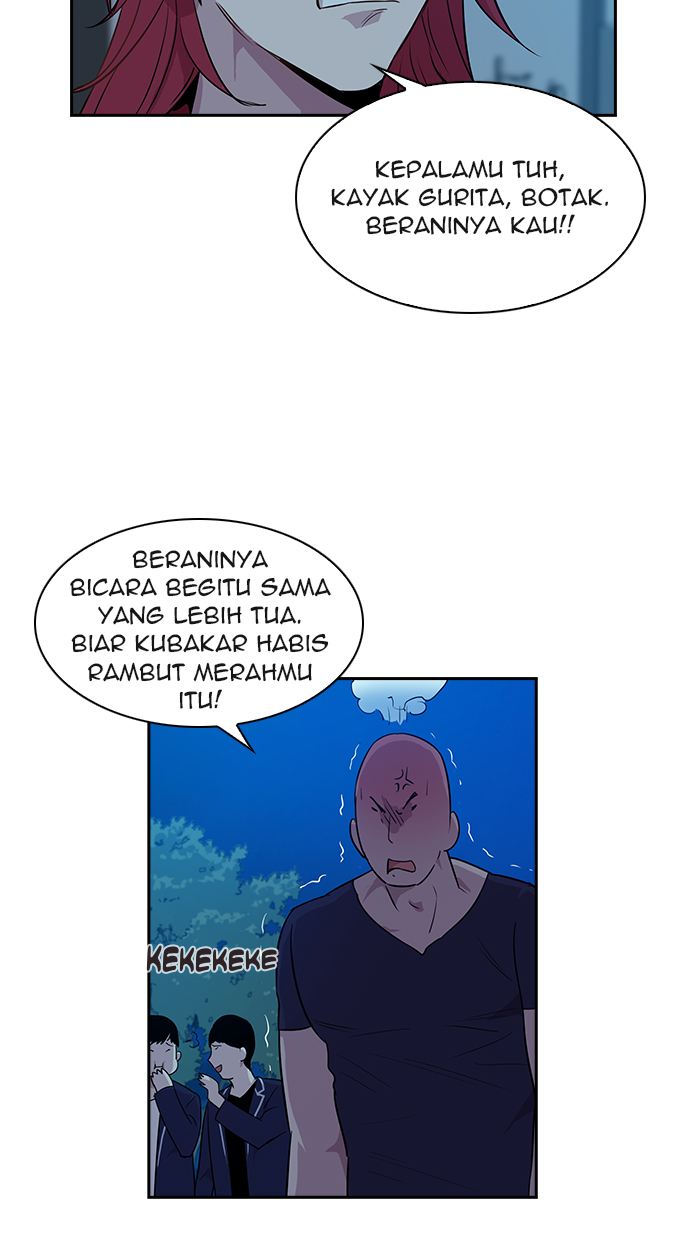 KEPALAMU TUH,
KAYAK GURITA, BOTAK.
BERANINYA KAU!!
BERANINYA
BICARA BEGITU SAMA
YANG LEBIH TUA.
BIAR KUBAKAR HABIS
RAMBUT MERAHMU
ITU!
KEKEKEKE